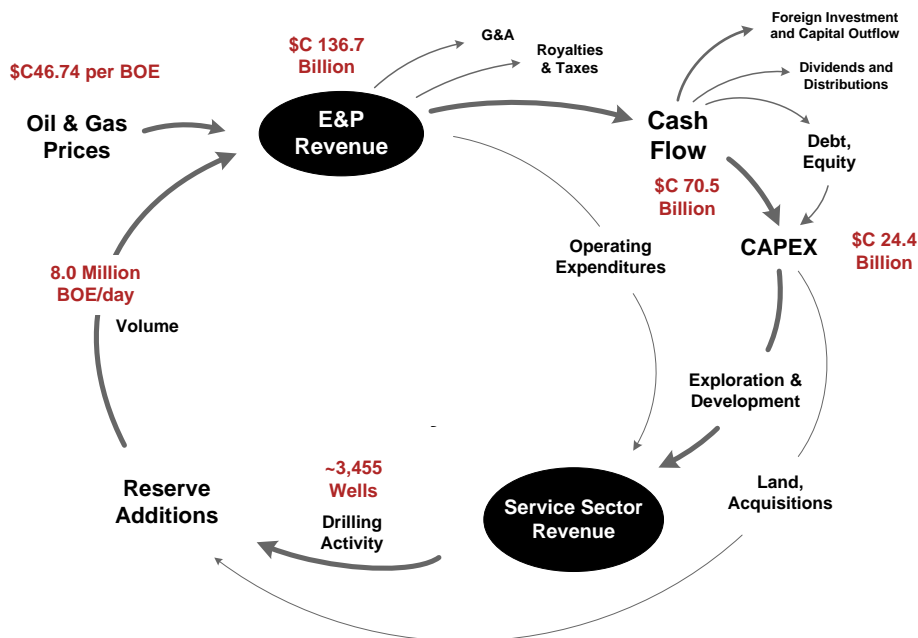 Foreign Investment
and Capital Outflow
$C 136.7
Billion
G&A
Royalties
& Taxes
$C46.74 per BOE
Dividends and
Distributions
Oil & Gas
Prices
E&P
Revenue
Cash
Flow
Debt,
Equity
$C 70.5
Billion
CAPEX
$C 24.4
Billion
Operating
Expenditures
8.0 Million
BOE/day
Volume
Exploration &
Development
~3,455
Wells
Reserve
Additions
Drilling
Activity
Service Sector
Revenue
Land,
Acquisitions